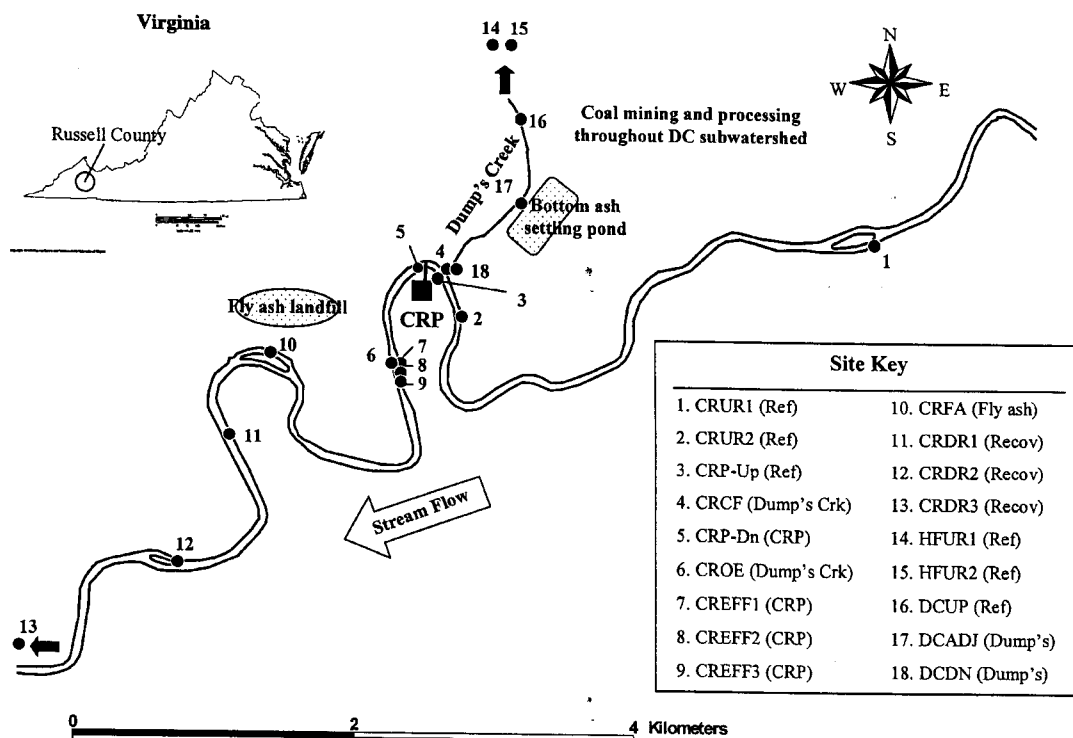 Virginia
Russell County
14 15
N
W E
S
16
Coal mining and processing
throughout DC subwatershed
Dump's Creek
17
Bottom ash
settling pond
5
4
18
3
1
Fly ash landfill
CRP
2
10
6
7
8
9
11
Stream Flow
12
13
Site Key
1. CRUR1 (Ref)
2. CRUR2 (Ref)
3. CRP-Up (Ref)
4. CRCF (Dump's Crk)
5. CRP-Dn (CRP)
6. CROE (Dump's Crk)
7. CREFF1 (CRP)
8. CREFF2 (CRP)
9. CREFF3 (CRP)
10. CRFA (Fly ash)
11. CRDR1 (Recov)
12. CRDR2 (Recov)
13. CRDR3 (Recov)
14. HFUR1 (Ref)
15. HFUR2 (Ref)
16. DCUP (Ref)
17. DCADJ (Dump's)
18. DCDN (Dump's)
0 2 4 Kilometers